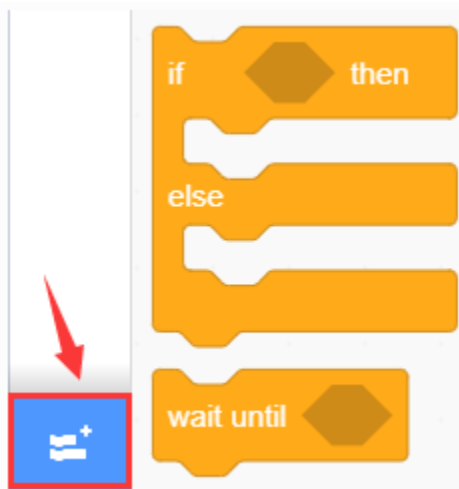 if then
else
wait until